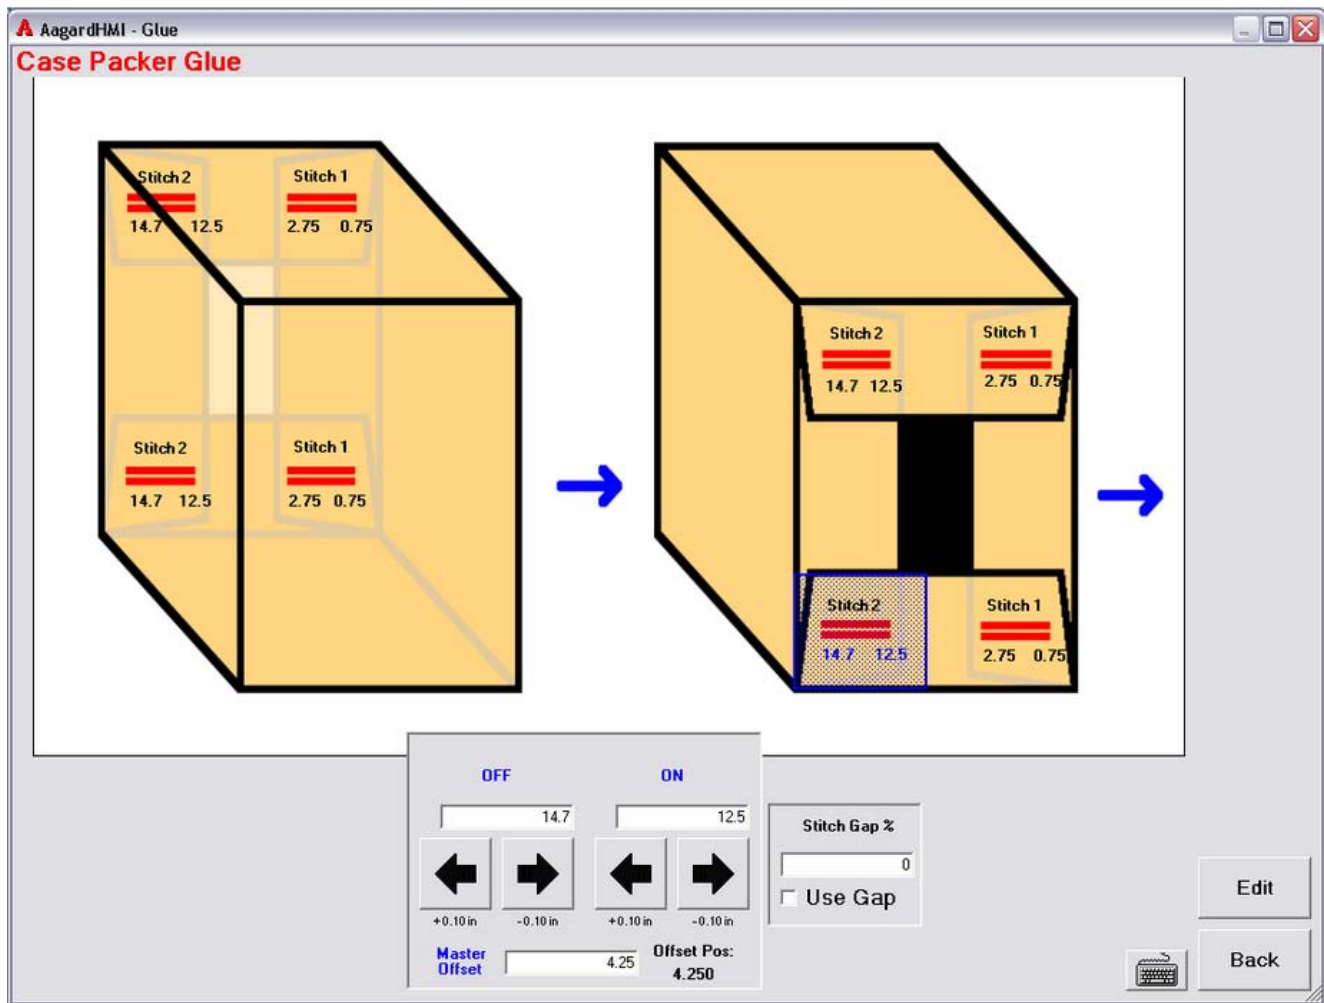 AagardHMI - Glue
Case Packer Glue
Stitch 2 Stitch 1
14.7 12.5 2.75 0.75
Stitch 2 Stitch 1
14.7 12.5 2.75 0.75
Stitch 2 Stitch 1
14.7 12.5 2.75 0.75
Stitch 2 Stitch 1
14.7 12.5 2.75 0.75
OFF ON
14.7 12.5
+0.10 in -0.10 in +0.10 in -0.10 in
Master
Offset
4.25
Offset Pos:
4.250
Stitch Gap %
0
Use Gap
Edit
Back